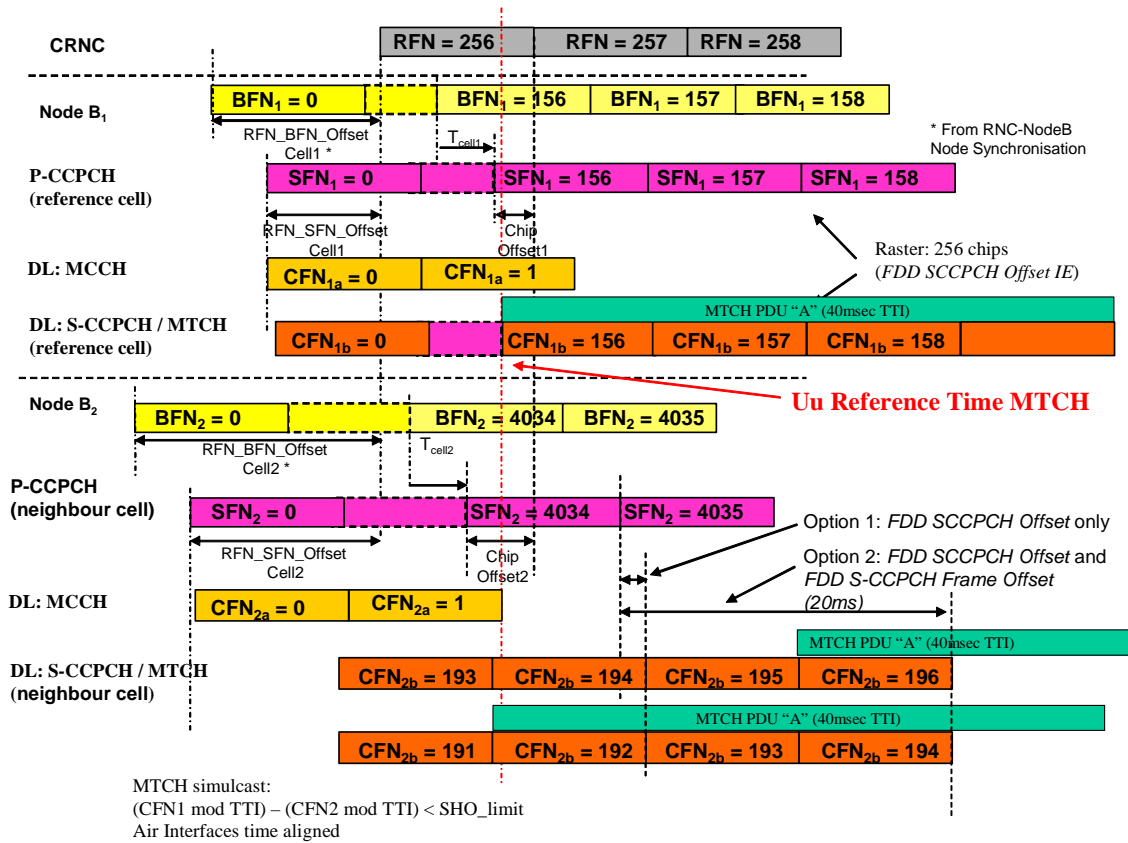 CRNC
RFN = 256 RFN = 257 RFN = 258
Node B1
BFN1 = 0 BFN1 = 156 BFN1 = 157 BFN1 = 158
RFN_BFN_Offset
Cell1 *
Tcell1
* From RNC-NodeB
Node Synchronisation
P-CCPCH
(reference cell)
SFN1 = 0 SFN1 = 156 SFN1 = 157 SFN1 = 158
RFN_SFN_Offset
Cell1
Chip
Offset1
Raster: 256 chips
(FDD SCCPCH Offset IE)
DL: MCCH
CFN1a = 0 CFN1a = 1
MTCH PDU “A” (40msec TTI)
DL: S-CCPCH / MTCH
(reference cell)
CFN1b = 0 CFN1b = 156 CFN1b = 157 CFN1b = 158
Uu Reference Time MTCH
Node B2
BFN2 = 0 BFN2 = 4034 BFN2 = 4035
RFN_BFN_Offset
Cell2 *
Tcell2
P-CCPCH
(neighbour cell)
SFN2 = 0 SFN2 = 4034 SFN2 = 4035
RFN_SFN_Offset
Cell2
Chip
Offset2
Option 1: FDD SCCPCH Offset only
Option 2: FDD SCCPCH Offset and
FDD S-CCPCH Frame Offset
(20ms)
DL: MCCH
CFN2a = 0 CFN2a = 1
MTCH PDU “A” (40msec TTI)
DL: S-CCPCH / MTCH
(neighbour cell)
CFN2b = 193 CFN2b = 194 CFN2b = 195 CFN2b = 196
MTCH PDU “A” (40msec TTI)
CFN2b = 191 CFN2b = 192 CFN2b = 193 CFN2b = 194
MTCH simulcast:
(CFN1 mod TTI) – (CFN2 mod TTI) < SHO_limit
Air Interfaces time aligned